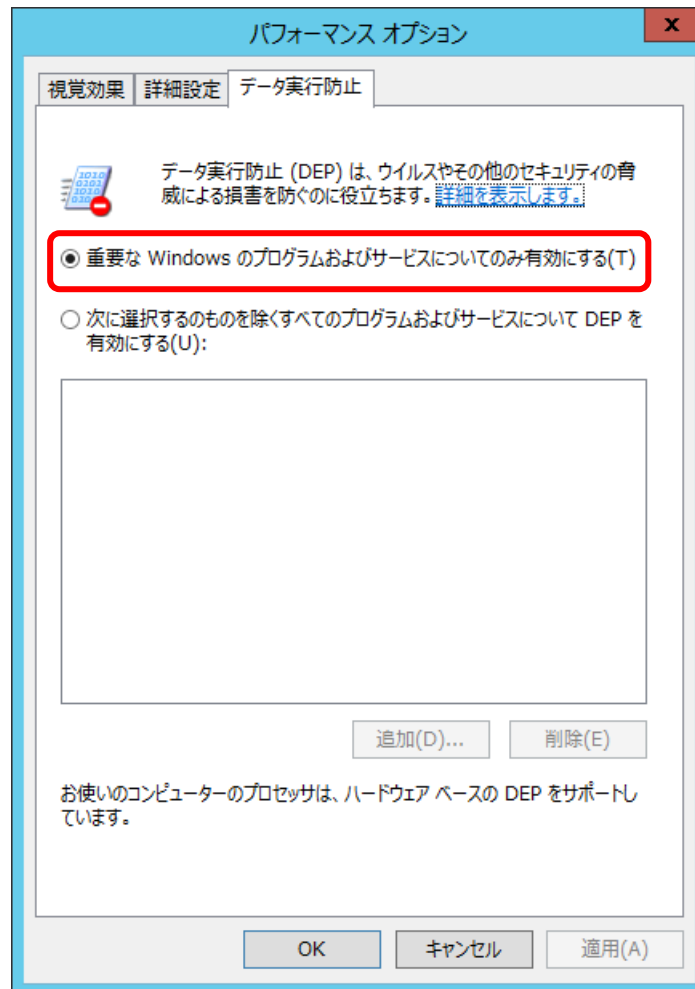 パフォーマンス オプション
x
視覚効果 詳細設定 データ実行防止
データ実行防止 (DEP) は、ウイルスやその他のセキュリティの脅
威による損害を防ぐのに役立ちます。詳細を表示します。
重要な Windows のプログラムおよびサービスについてのみ有効にする(T)
次に選択するのものを除くすべてのプログラムおよびサービスについて DEP を
有効にする(U):
追加(D)... 削除(E)
お使いのコンピューターのプロセッサは、ハードウェア ベースの DEP をサポートし
ています。
OK キャンセル 適用(A)